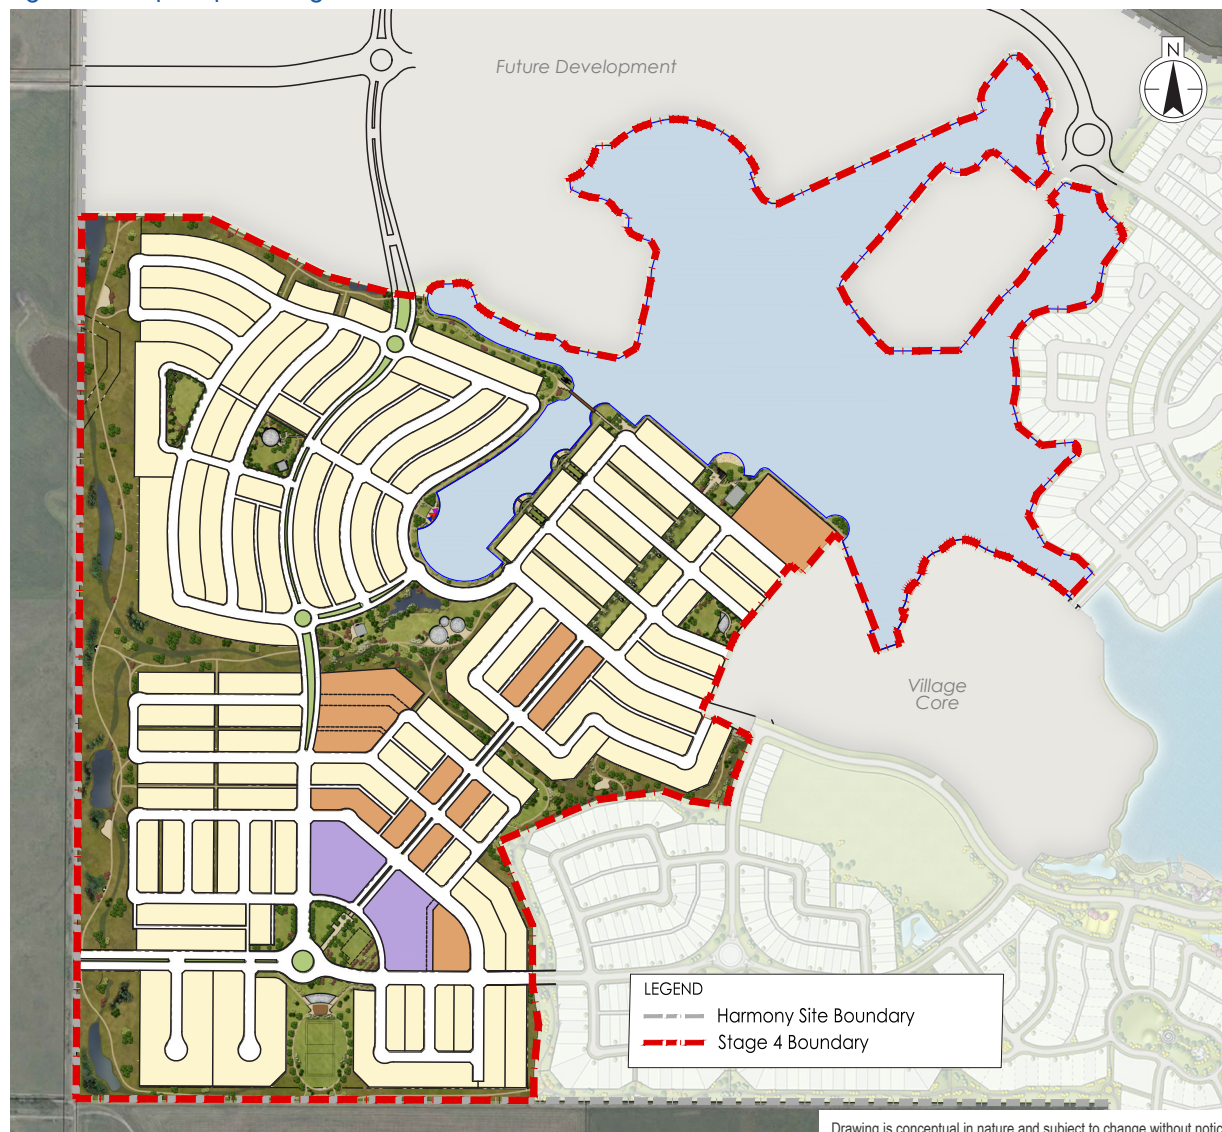 Future Development
N
Village
Core
LEGEND
Harmony Site Boundary
Stage 4 Boundary
Drawing is conceptual in nature and subject to change without notic